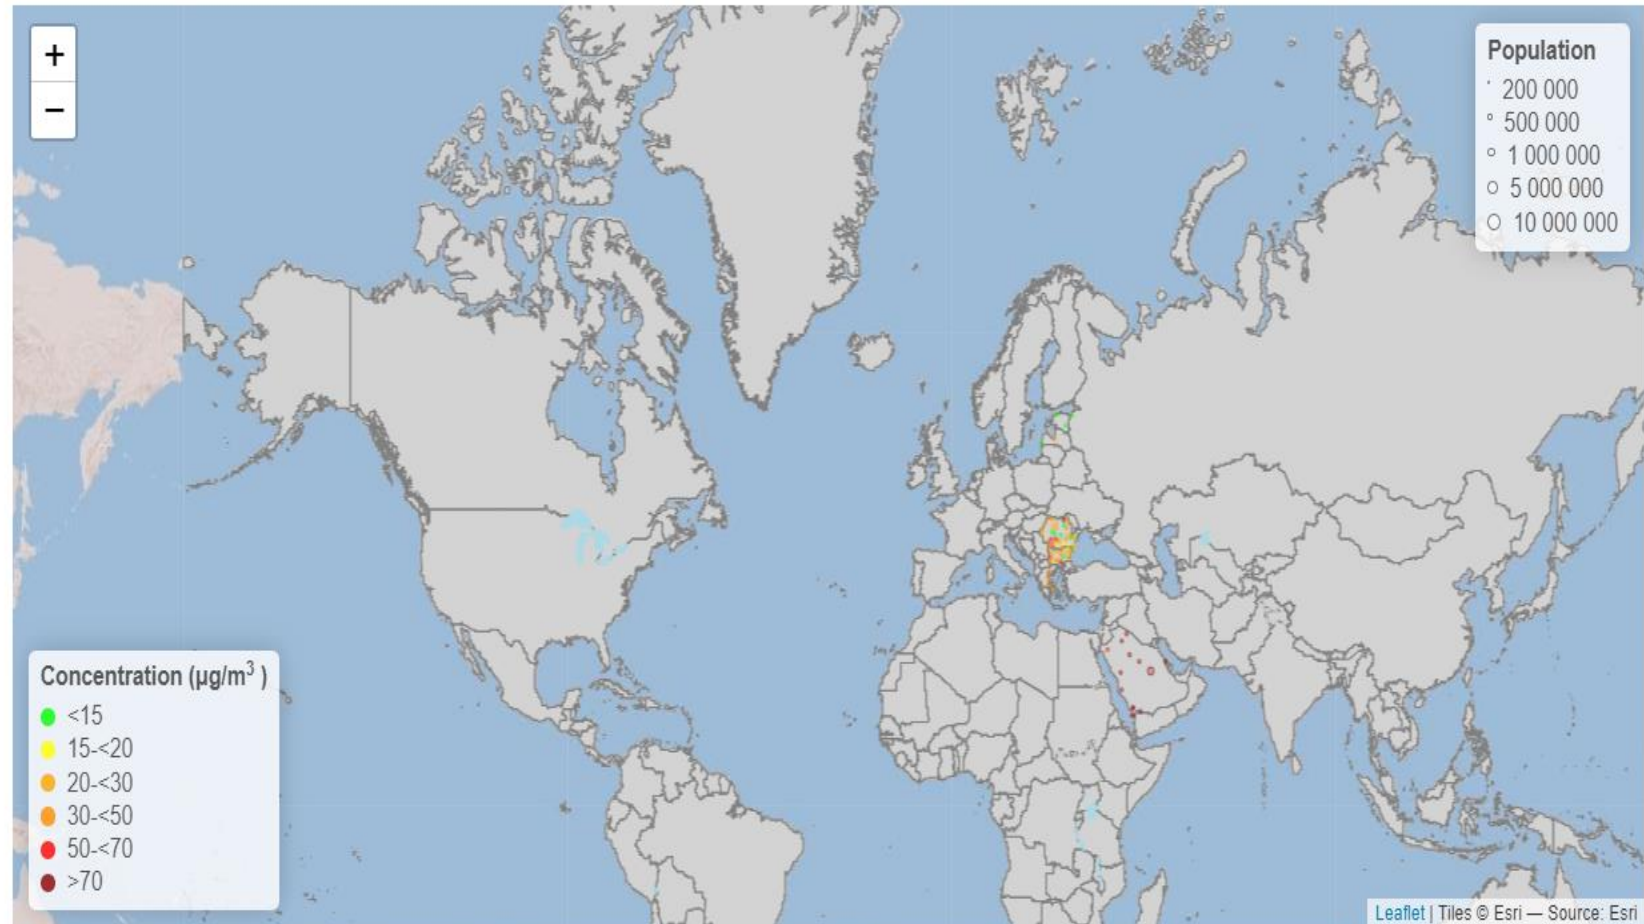 +
−
Population
200 000
500 000
1 000 000
5 000 000
10 000 000
Concentration (µg/m³ )
<15
15-<20
20-<30
30-<50
50-<70
>70
Leaflet | Tiles © Esri — Source: Esri